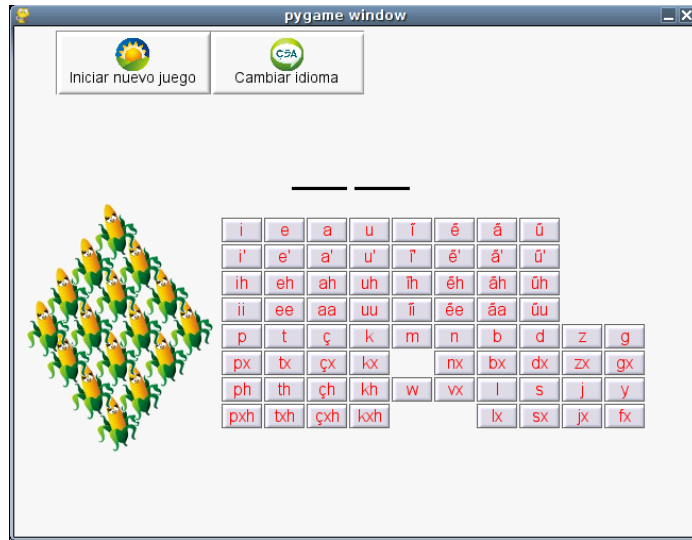 pygame window
Iniciar nuevo juego
Cambiar idioma
i e a u ĩ ẽ ã ũ
i' e' a' u' ĩ' ẽ' ã' ũ'
ih eh ah uh ĩh ẽh ãh ũh
ii ee aa uu ĩi ẽe ãa ũu
p t ç k m n b d z g
px tx çx kx nx bx dx zx gx
ph th çh kh w vx l s j y
pxh txh çxh kxh lx sx jx fx